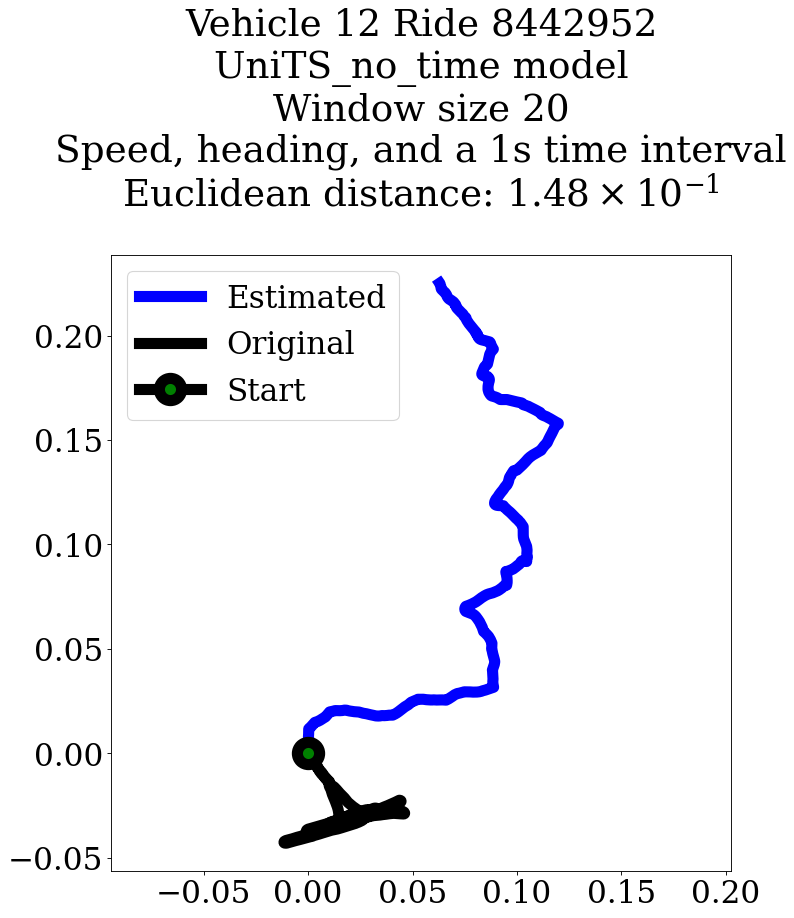 Vehicle 12 Ride 8442952
UniTS_no_time model
Window size 20
Speed, heading, and a 1s time interval
Euclidean distance: 1.48 × 10⁻¹
Estimated
Original
Start
0.20
0.15
0.10
0.05
0.00
−0.05
−0.05 0.00 0.05 0.10 0.15 0.20